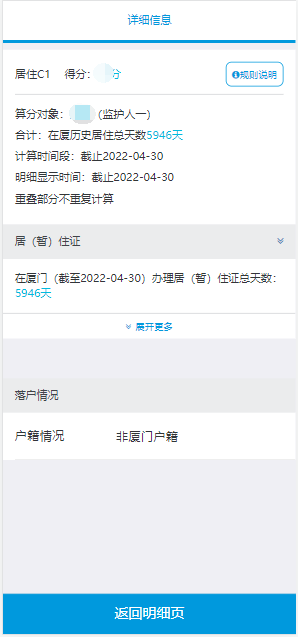 详细信息
居住C1 得分： 分
规则说明
算分对象： (监护人一)
合计：在厦历史居住总天数5946天
计算时间段：截止2022-04-30
明细显示时间：截止2022-04-30
重叠部分不重复计算
居（暂）住证
在厦门（截至2022-04-30）办理居（暂）住证总天数：
5946天
展开更多
落户情况
户籍情况 非厦门户籍
返回明细页